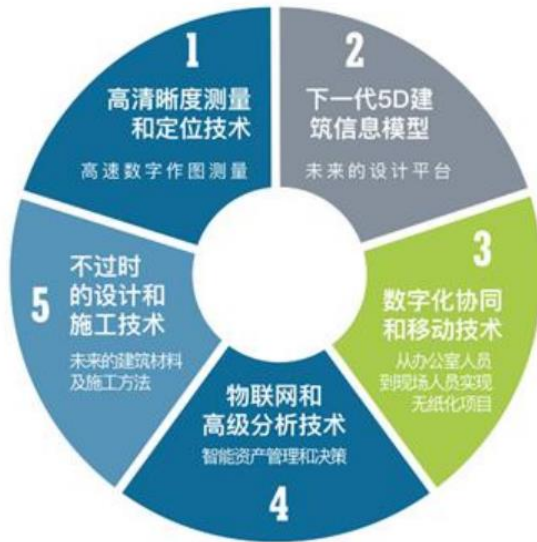 1
高清晰度测量
和定位技术
高速数字作图测量
2
下一代5D建
筑信息模型
未来的设计平台
3
数字化协同
和移动技术
从办公室人员
到现场人员实现
无纸化项目
物联网和
高级分析技术
智能资产管理和决策
4
5
不过时
的设计和
施工技术
未来的建筑材料
及施工方法